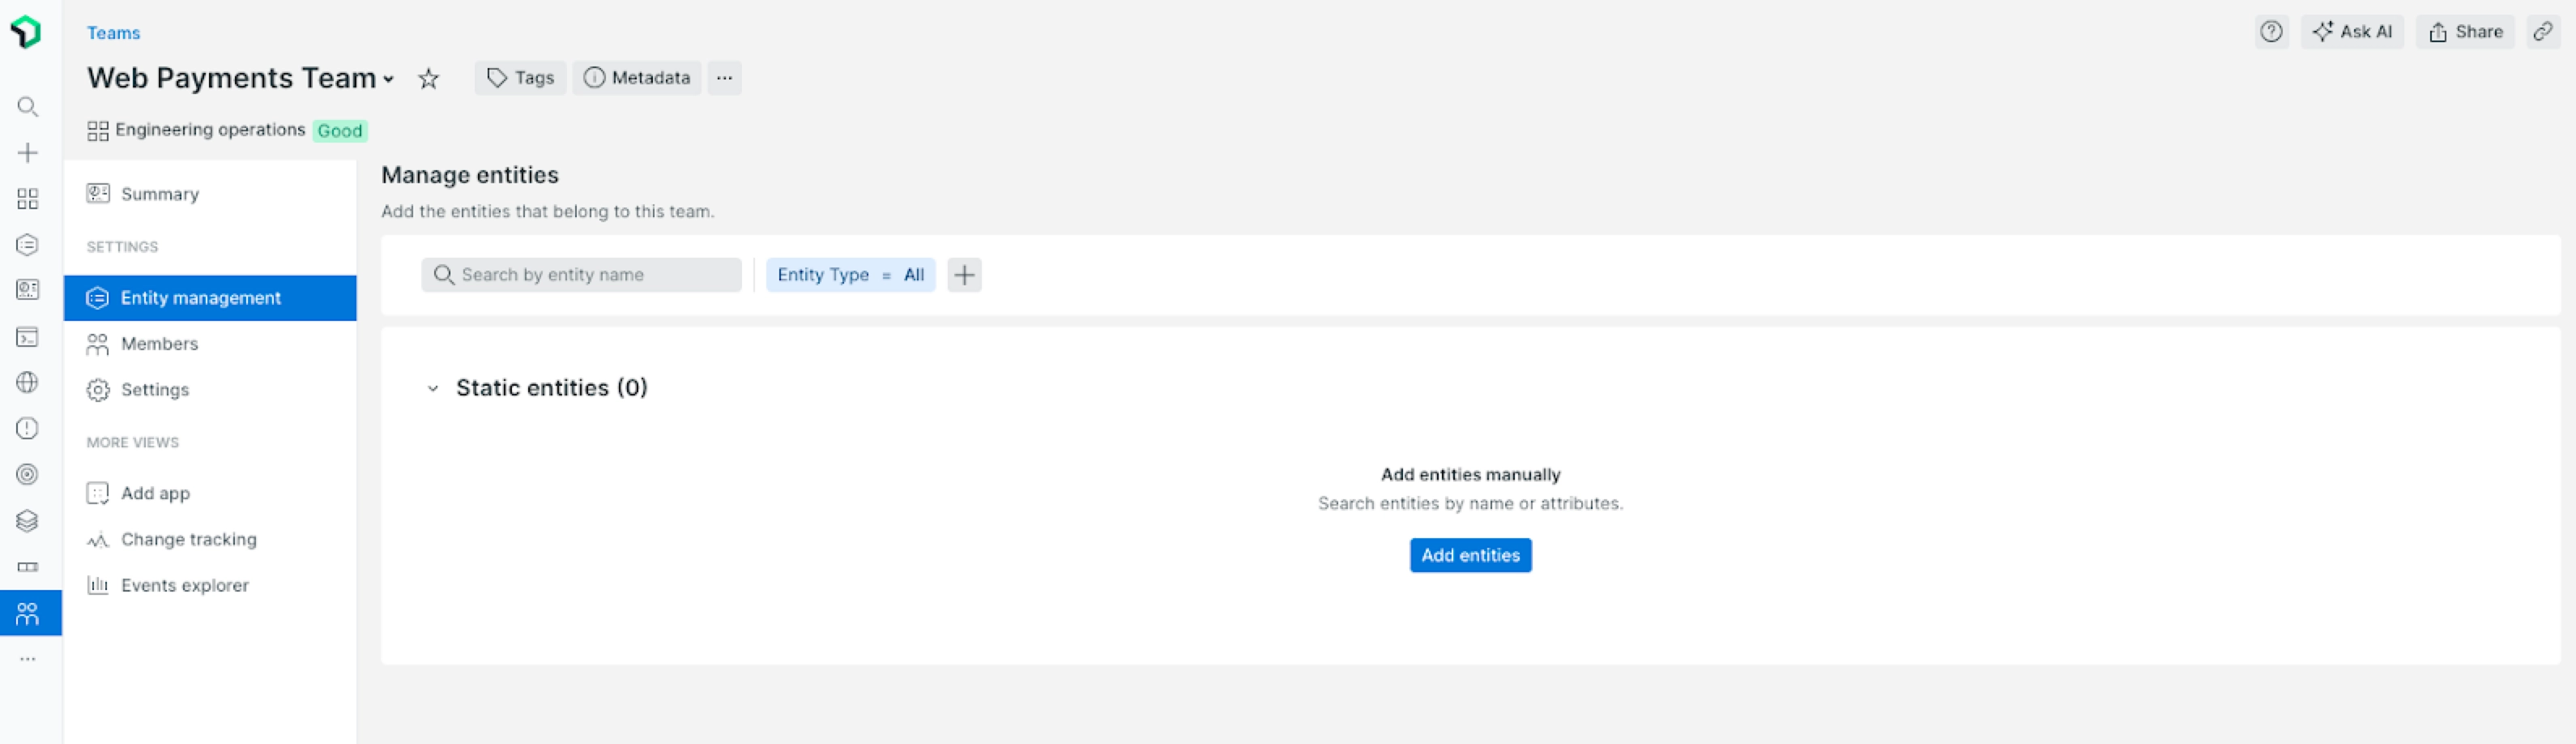 Teams
Ask AI
Share
Web Payments Team
Tags
Metadata
Engineering operations Good
Summary
SETTINGS
Entity management
Members
Settings
MORE VIEWS
Add app
Change tracking
Events explorer
Manage entities
Add the entities that belong to this team.
Search by entity name
Entity Type = All
Static entities (0)
Add entities manually
Search entities by name or attributes.
Add entities